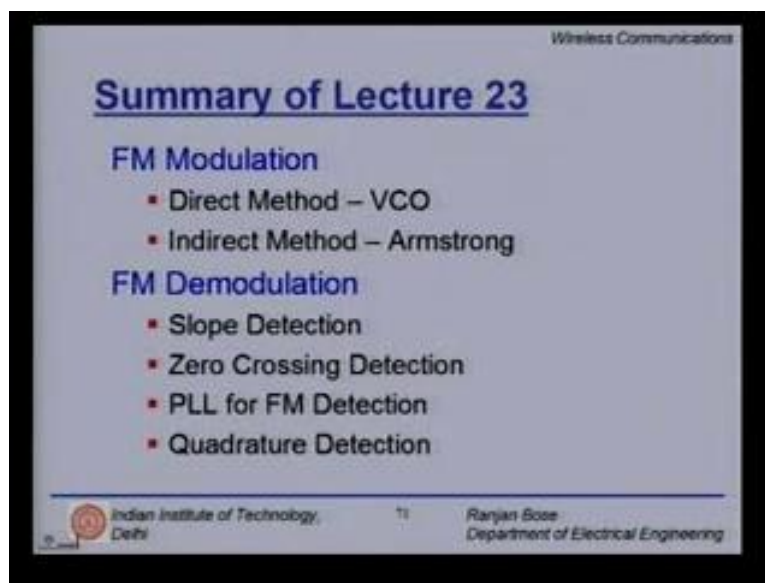 Wireless Communications
Summary of Lecture 23
FM Modulation
▪ Direct Method – VCO
▪ Indirect Method – Armstrong
FM Demodulation
▪ Slope Detection
▪ Zero Crossing Detection
▪ PLL for FM Detection
▪ Quadrature Detection
Indian Institute of Technology,
Delhi
Ranjan Bose
Department of Electrical Engineering